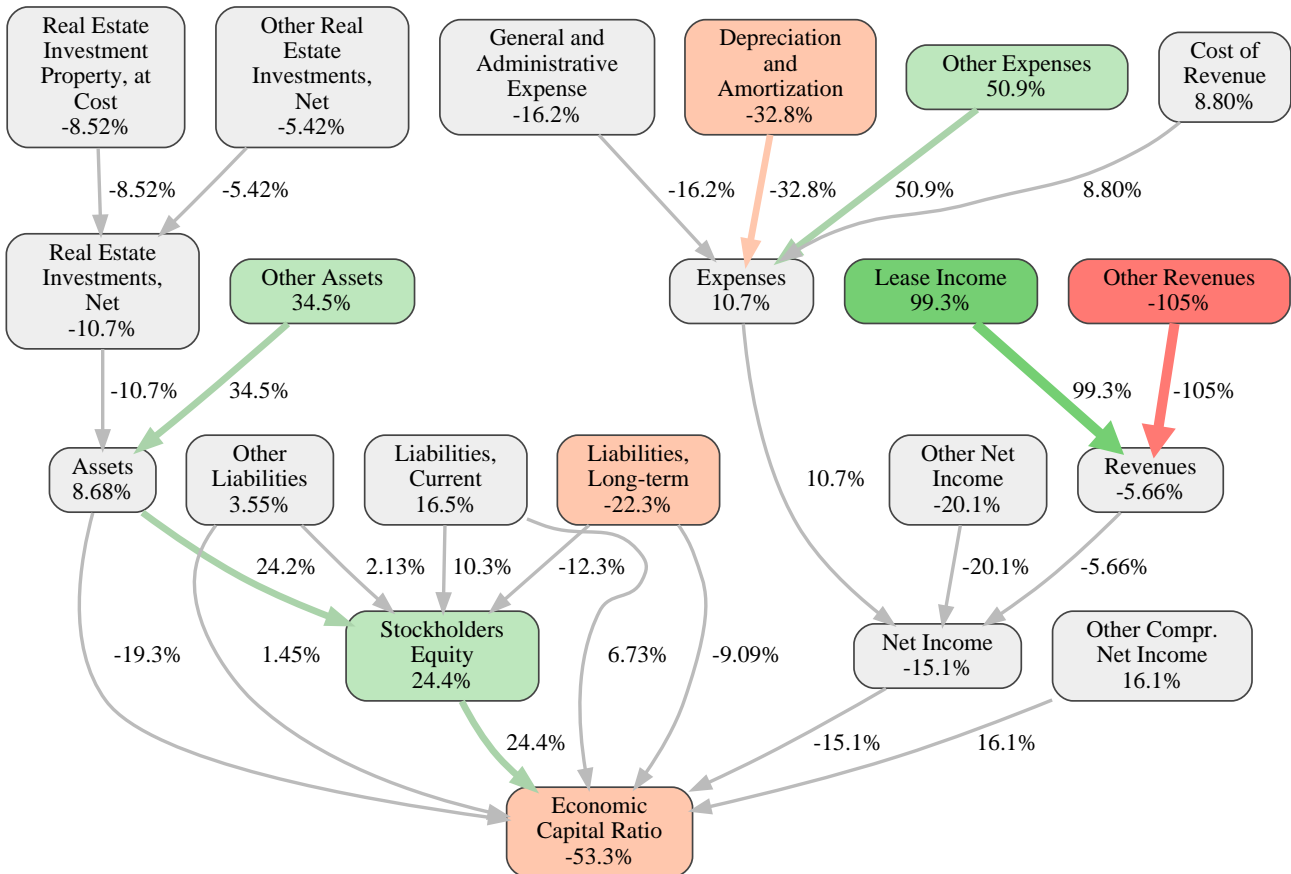 Real Estate
Investment
Property, at
Cost
-8.52%
Other Real
Estate
Investments,
Net
-5.42%
General and
Administrative
Expense
-16.2%
Depreciation
and
Amortization
-32.8%
Other Expenses
50.9%
Cost of
Revenue
8.80%
-8.52%
-5.42%
-16.2%
-32.8%
50.9%
8.80%
Real Estate
Investments,
Net
-10.7%
Other Assets
34.5%
Expenses
10.7%
Lease Income
99.3%
Other Revenues
-105%
-10.7%
34.5%
99.3%
-105%
Assets
8.68%
Other
Liabilities
3.55%
Liabilities,
Current
16.5%
Liabilities,
Long-term
-22.3%
10.7%
Other Net
Income
-20.1%
Revenues
-5.66%
24.2%
2.13%
10.3%
-12.3%
-20.1%
-5.66%
-19.3%
1.45%
Stockholders
Equity
24.4%
6.73%
-9.09%
Net Income
-15.1%
Other Compr.
Net Income
16.1%
24.4%
-15.1%
16.1%
Economic
Capital Ratio
-53.3%